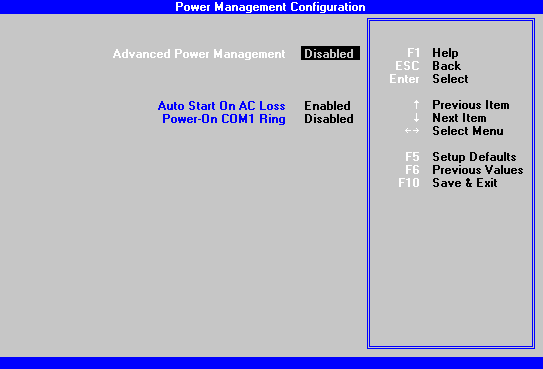 Power Management Configuration
Advanced Power Management Disabled
Auto Start On AC Loss Enabled
Power-On COM1 Ring Disabled
F1 Help
ESC Back
Enter Select
↑ Previous Item
↓ Next Item
←→ Select Menu
F5 Setup Defaults
F6 Previous Values
F10 Save & Exit